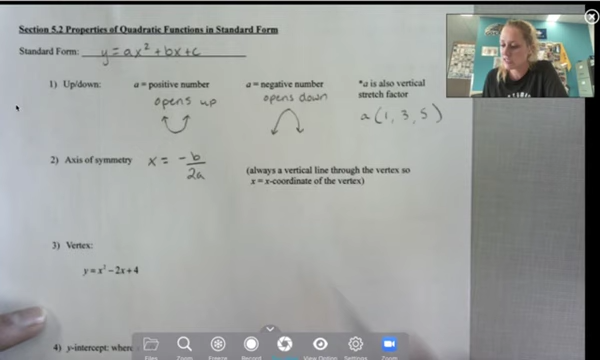 Section 5.2 Properties of Quadratic Functions in Standard Form
Standard Form: y = ax² + bx + c
1) Up/down: a = positive number a = negative number *a is also vertical
stretch factor
opens up opens down
a (1, 3, 5)
2) Axis of symmetry x = -b/2a
(always a vertical line through the vertex so
x = x-coordinate of the vertex)
3) Vertex:
y = x² – 2x + 4
4) y-intercept: where
Files Zoom Freeze Record View Option Settings Zoom